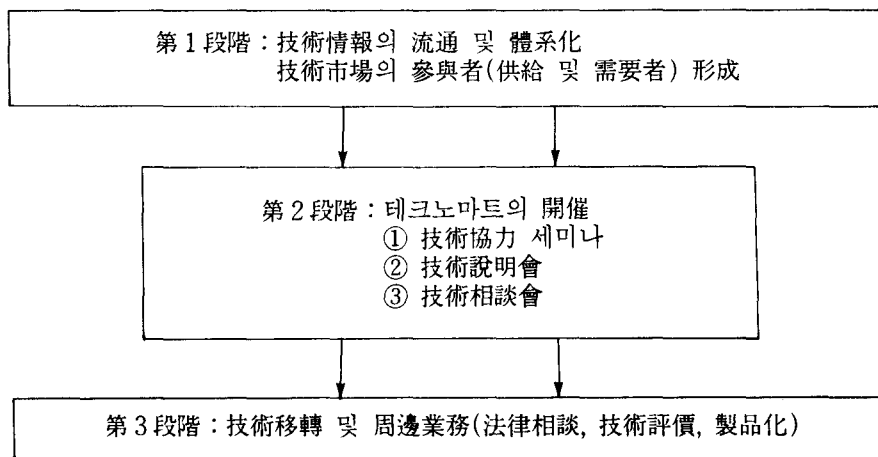 第1段階 : 技術情報의 流通 및 體系化
技術市場의 參與者(供給 및 需要者) 形成
第2段階 : 테크노마트의 開催
① 技術協力 세미나
② 技術說明會
③ 技術相談會
第3段階 : 技術移轉 및 周邊業務(法律相談, 技術評價, 製品化)